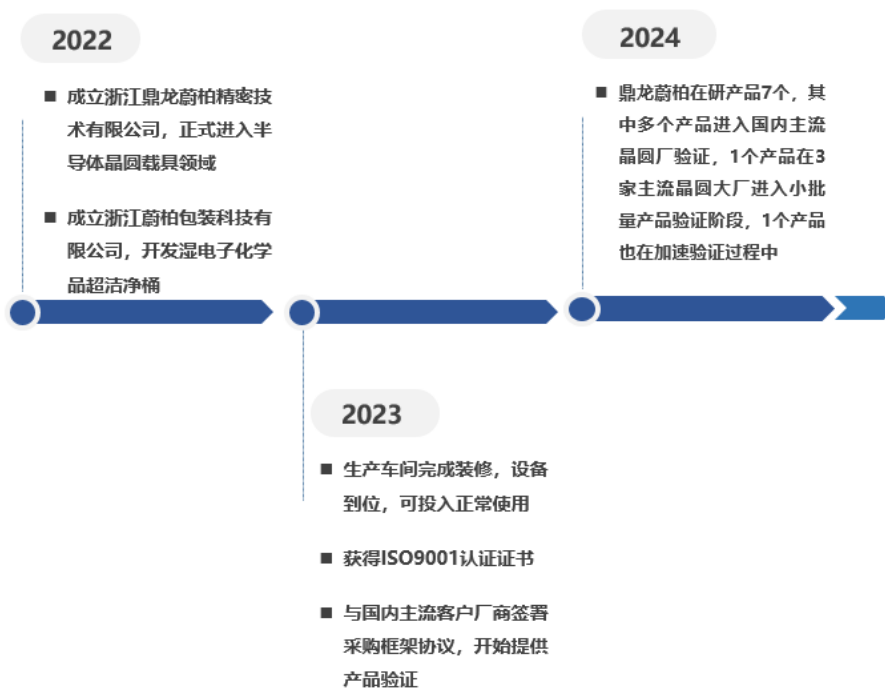 2022
■ 成立浙江鼎龙蔚柏精密技
术有限公司，正式进入半
导体晶圆载具领域
■ 成立浙江蔚柏包装科技有
限公司，开发湿电子化学
品超洁净桶
2023
■ 生产车间完成装修，设备
到位，可投入正常使用
■ 获得ISO9001认证证书
■ 与国内主流客户厂商签署
采购框架协议，开始提供
产品验证
2024
■ 鼎龙蔚柏在研产品7个，其
中多个产品进入国内主流
晶圆厂验证，1个产品在3
家主流晶圆大厂进入小批
量产品验证阶段，1个产品
也在加速验证过程中